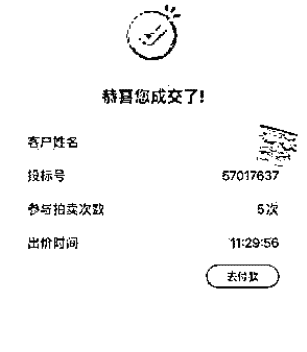 恭喜您成交了!
客户姓名
投标号 57017637
参与拍卖次数 5次
出价时间 11:29:56
去付款